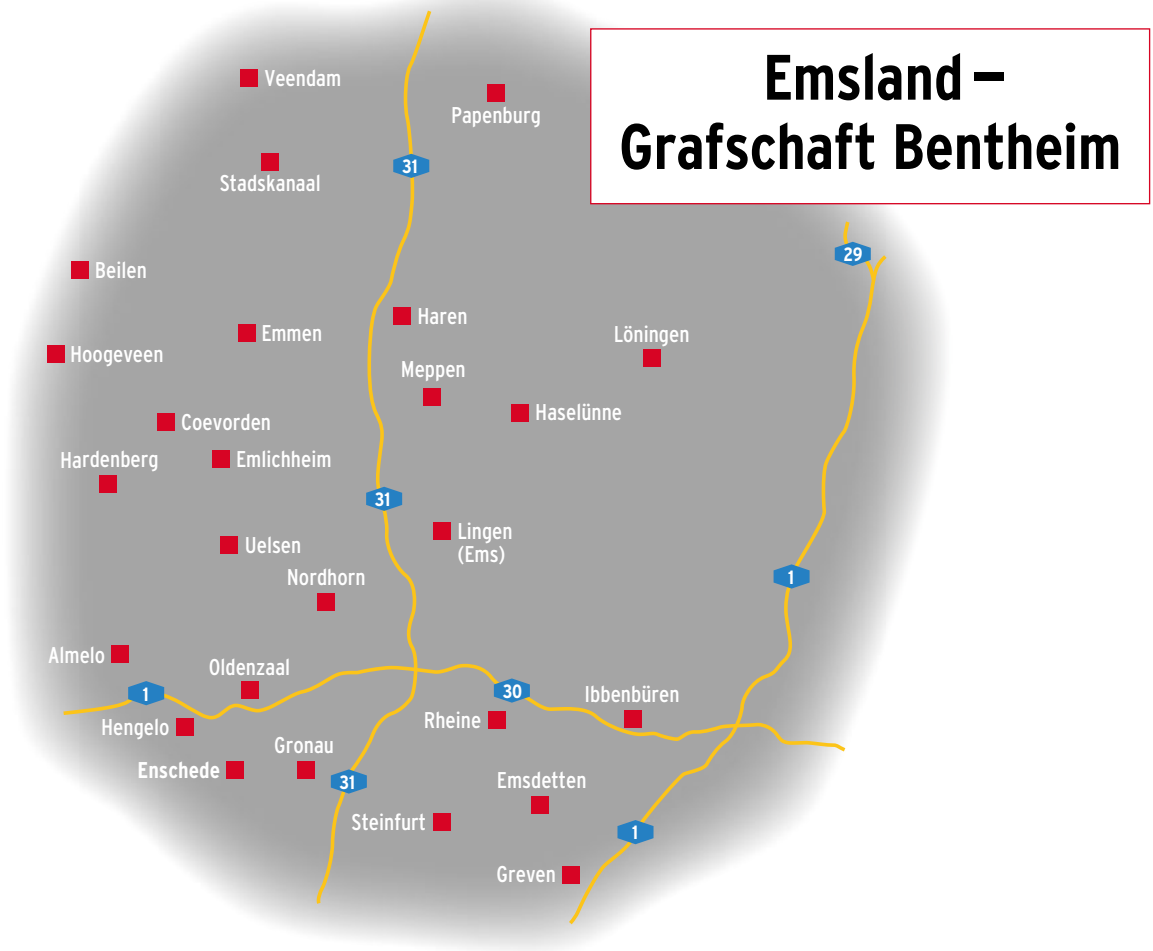 Emsland –
Grafschaft Bentheim
Veendam
Papenburg
31
Stadskanaal
29
Beilen
Haren
Emmen
Löningen
Hoogeveen
Meppen
Haselünne
Coevorden
Hardenberg
Emlichheim
31
Lingen
(Ems)
Uelsen
Nordhorn
1
Almelo
Oldenzaal
1
30
Ibbenbüren
Hengelo
Rheine
Gronau
Enschede
31
Emsdetten
Steinfurt
1
Greven